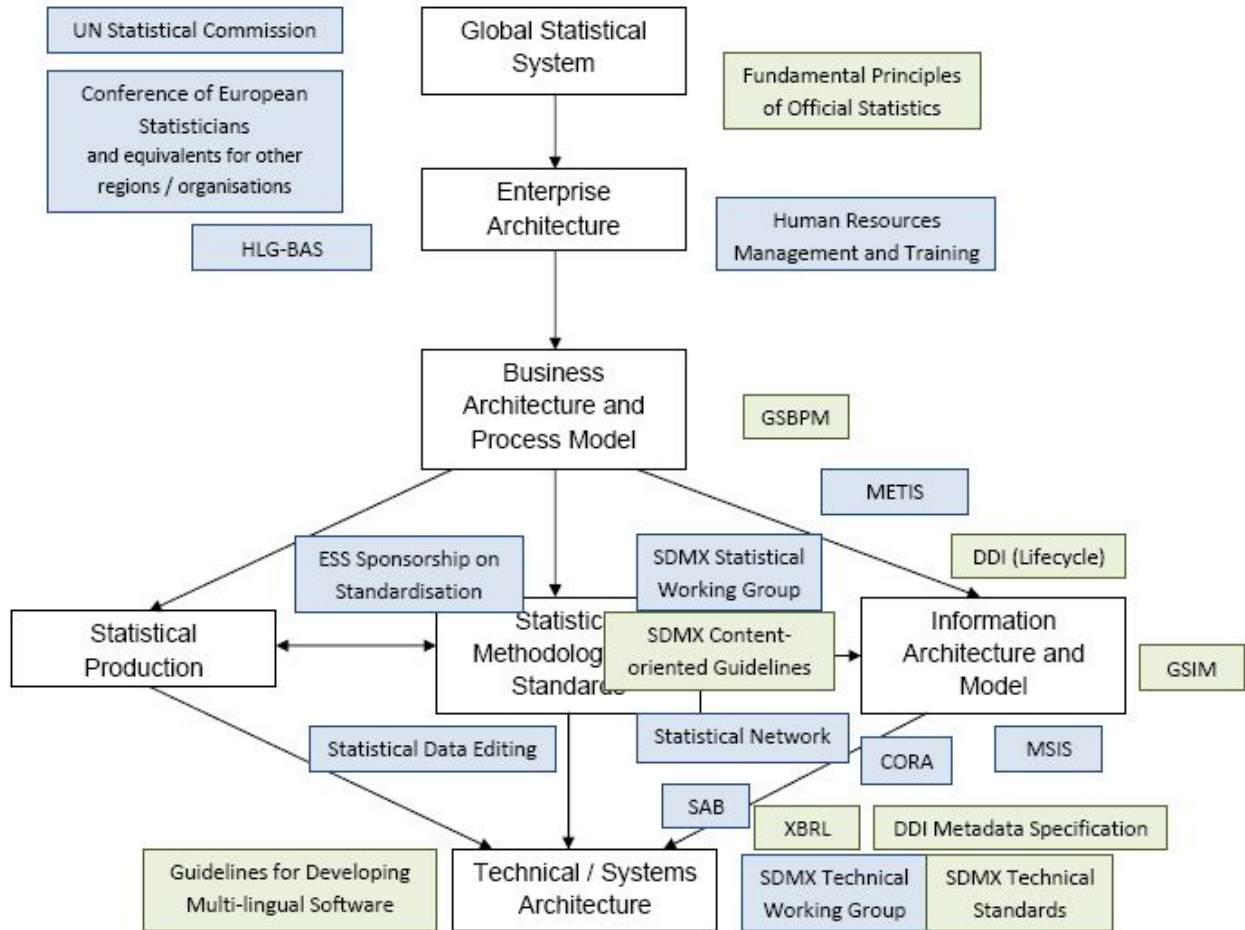 UN Statistical Commission
Global Statistical
System
Conference of European
Statisticians
and equivalents for other
regions / organisations
Fundamental Principles
of Official Statistics
Enterprise
Architecture
HLG-BAS
Human Resources
Management and Training
Business
Architecture and
Process Model
GSBPM
METIS
ESS Sponsorship on
Standardisation
SDMX Statistical
Working Group
DDI (Lifecycle)
Statistical
Production
Statistic
Methodolog
Standards
SDMX Content-
oriented Guidelines
Information
Architecture and
Model
GSIM
Statistical Data Editing
Statistical Network
CORA
MSIS
SAB
XBRL
DDI Metadata Specification
Guidelines for Developing
Multi-lingual Software
Technical / Systems
Architecture
SDMX Technical
Working Group
SDMX Technical
Standards